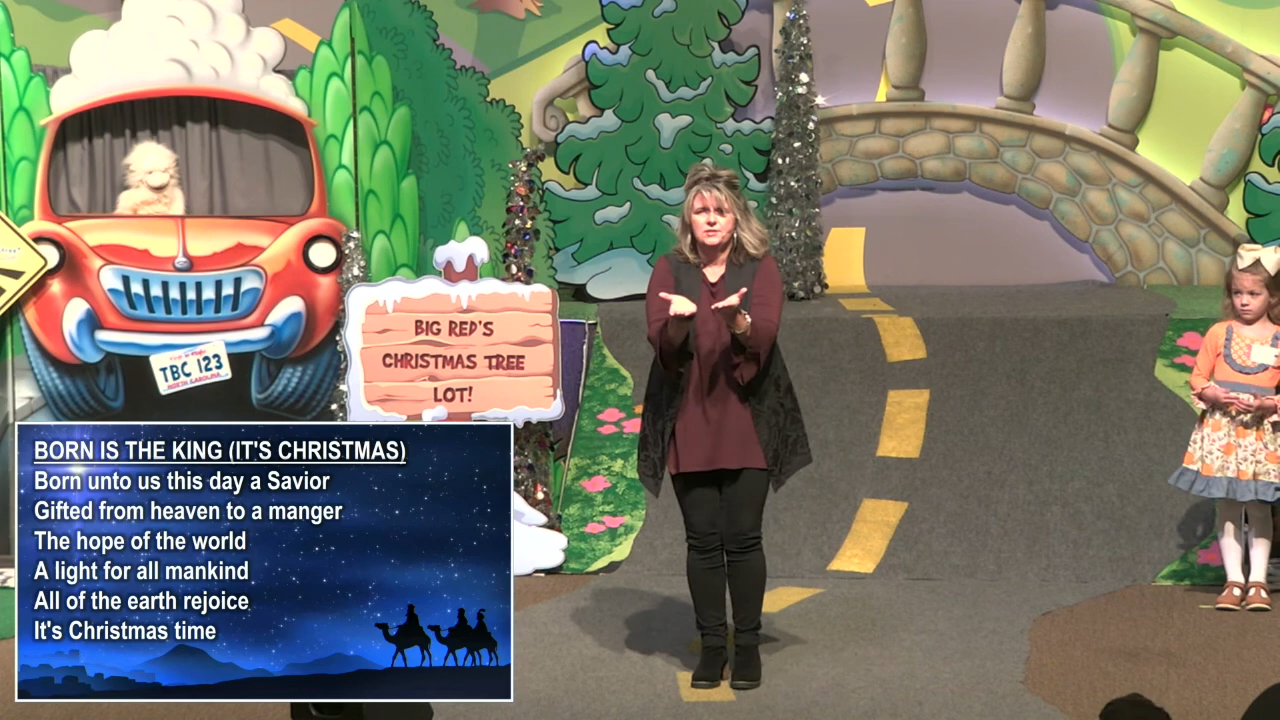 BIG RED'S
CHRISTMAS TREE
LOT!
TBC 123
NORTH CAROLINA
BORN IS THE KING (IT'S CHRISTMAS)
Born unto us this day a Savior
Gifted from heaven to a manger
The hope of the world
A light for all mankind
All of the earth rejoice
It's Christmas time